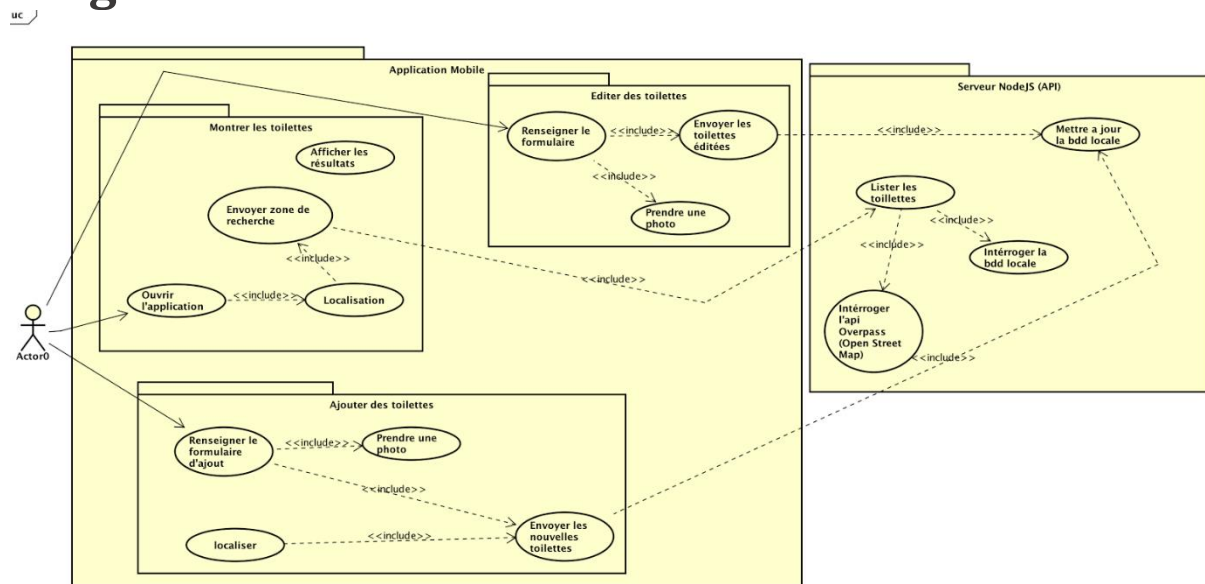 uc
Application Mobile
Montrer les toilettes
Afficher les
résultats
Envoyer zone de
recherche
<<include>>
Ouvrir
l'application
<<include>>
Localisation
Editer des toilettes
Renseigner le
formulaire
<<include>>
Envoyer les
toilettes
éditées
<<include>>
Prendre une
photo
<<include>>
<<include>>
Serveur NodeJS (API)
Mettre a jour
la bdd locale
Lister les
toillettes
<<include>>
<<include>>
Intérroger la
bdd locale
Intérroger
l'api
Overpass
(Open Street
Map)
<<include>>
Actor0
Ajouter des toilettes
Renseigner le
formulaire
d'ajout
<<include>>
Prendre une
photo
<<include>>
localiser
<<include>>
Envoyer les
nouvelles
toilettes